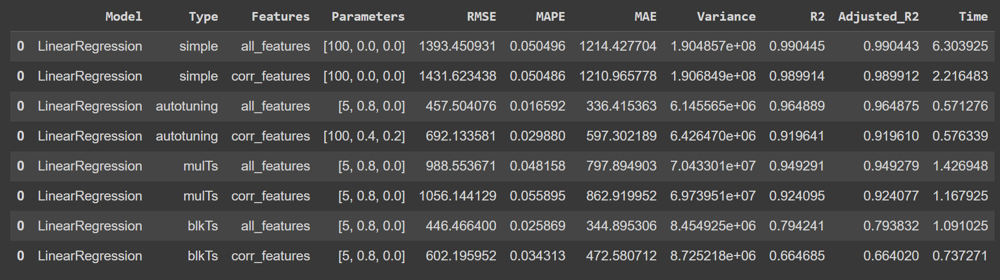 Model Type Features Parameters RMSE MAPE MAE Variance R2 Adjusted_R2 Time
0 LinearRegression simple all_features [100, 0.0, 0.0] 1393.450931 0.050496 1214.427704 1.904857e+08 0.990445 0.990443 6.303925
0 LinearRegression simple corr_features [100, 0.0, 0.0] 1431.623438 0.050486 1210.965778 1.906849e+08 0.989914 0.989912 2.216483
0 LinearRegression autotuning all_features [5, 0.8, 0.0] 457.504076 0.016592 336.415363 6.145565e+06 0.964889 0.964875 0.571276
0 LinearRegression autotuning corr_features [100, 0.4, 0.2] 692.133581 0.029880 597.302189 6.426470e+06 0.919641 0.919610 0.576339
0 LinearRegression mulTs all_features [5, 0.8, 0.0] 988.553671 0.048158 797.894903 7.043301e+07 0.949291 0.949279 1.426948
0 LinearRegression mulTs corr_features [5, 0.8, 0.0] 1056.144129 0.055895 862.919952 6.973951e+07 0.924095 0.924077 1.167925
0 LinearRegression blkTs all_features [5, 0.8, 0.0] 446.466400 0.025869 344.895306 8.454925e+06 0.794241 0.793832 1.091025
0 LinearRegression blkTs corr_features [5, 0.8, 0.0] 602.195952 0.034313 472.580712 8.725218e+06 0.664685 0.664020 0.737271